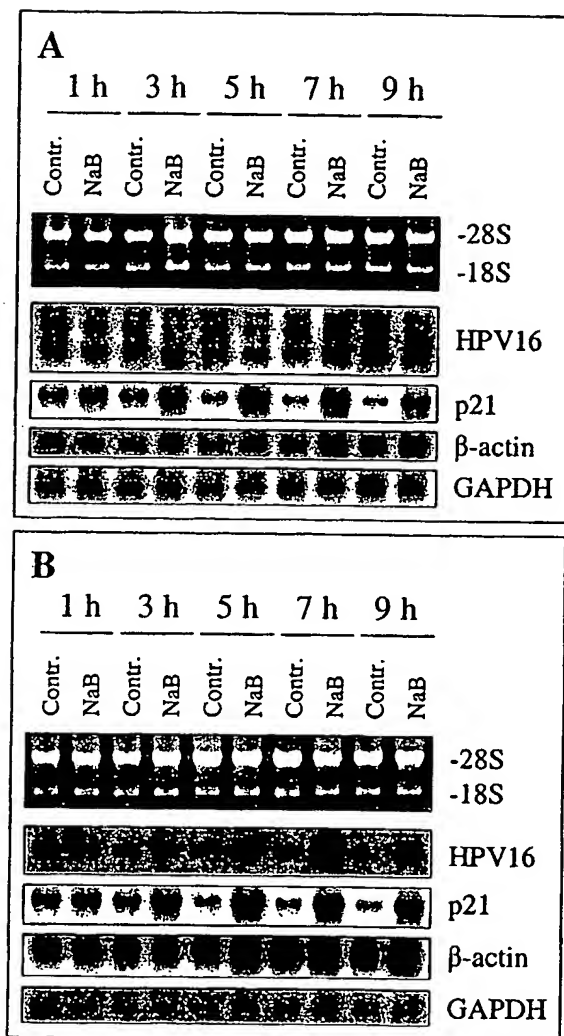 A
1 h 3 h 5 h 7 h 9 h
Contr. NaB Contr. NaB Contr. NaB Contr. NaB Contr. NaB
-28S
-18S
HPV16
p21
β-actin
GAPDH
B
1 h 3 h 5 h 7 h 9 h
Contr. NaB Contr. NaB Contr. NaB Contr. NaB Contr. NaB
-28S
-18S
HPV16
p21
β-actin
GAPDH